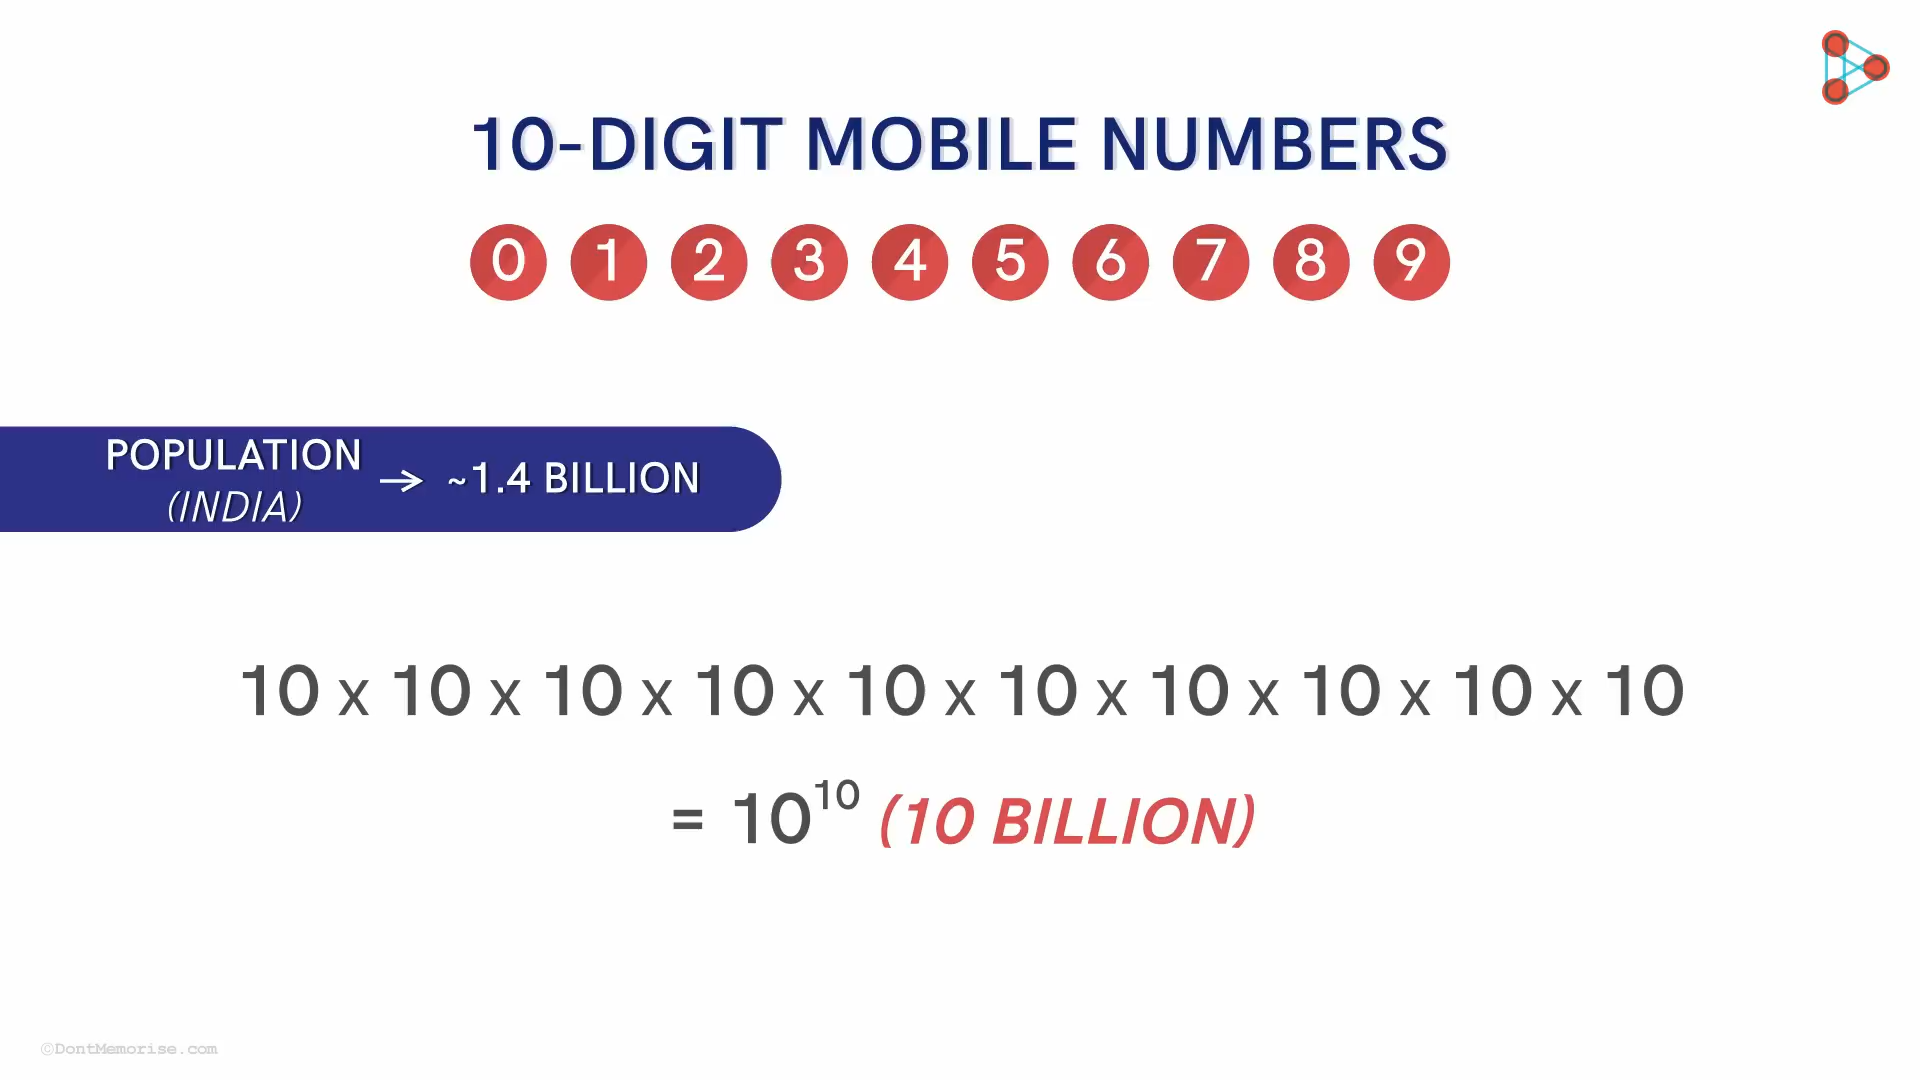 10-DIGIT MOBILE NUMBERS
0 1 2 3 4 5 6 7 8 9
POPULATION
(INDIA)
→ ~1.4 BILLION
10 x 10 x 10 x 10 x 10 x 10 x 10 x 10 x 10 x 10
= 10¹⁰ (10 BILLION)
©DontMemorise.com